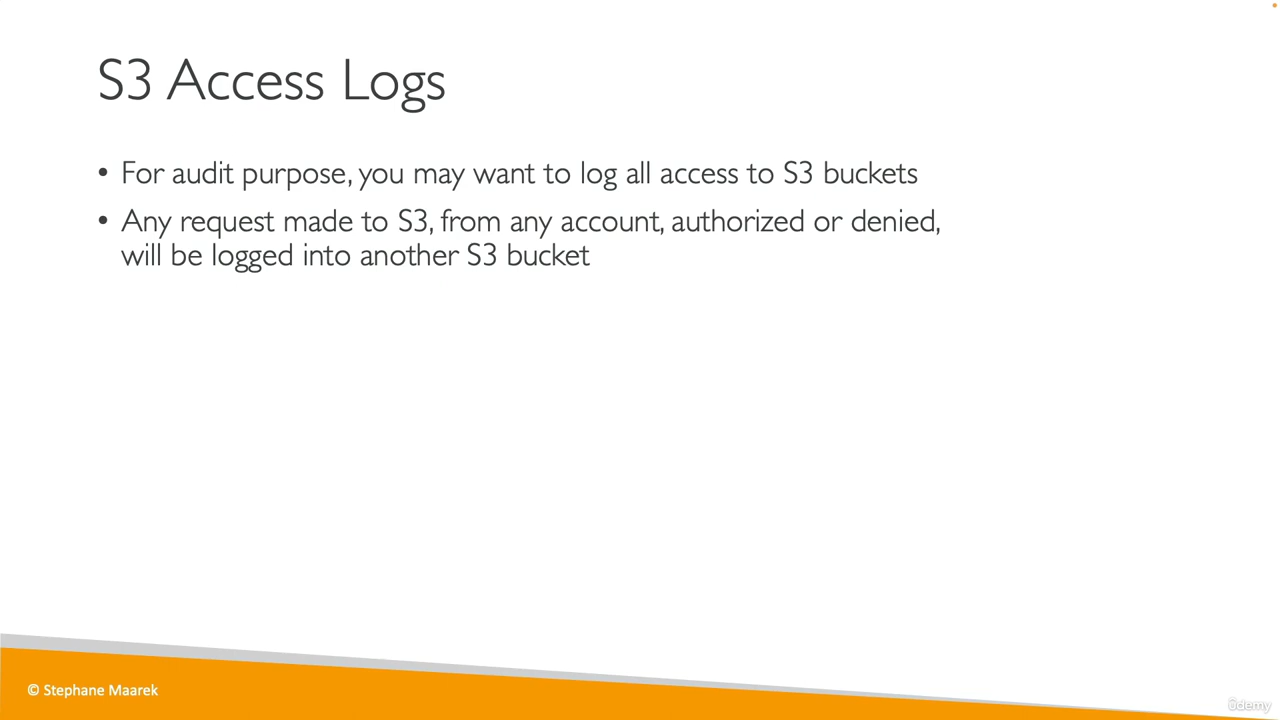 S3 Access Logs
• For audit purpose, you may want to log all access to S3 buckets
• Any request made to S3, from any account, authorized or denied,
will be logged into another S3 bucket
© Stephane Maarek
ûdemy